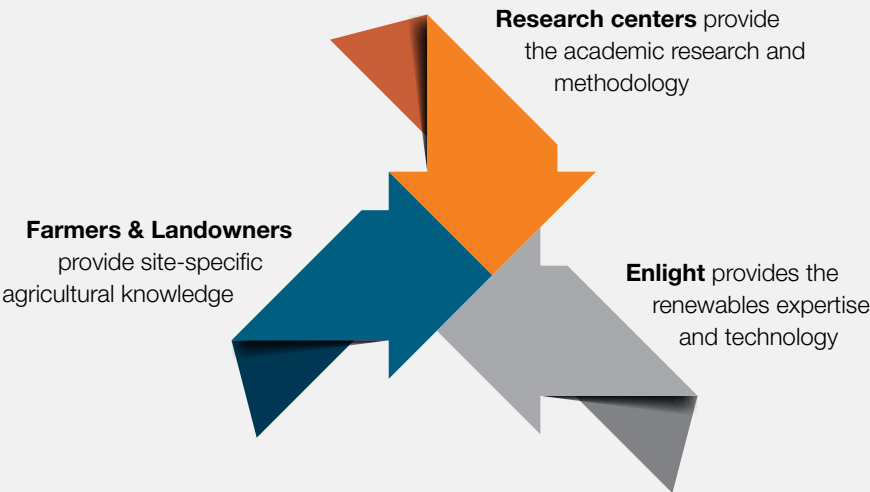 Research centers provide
the academic research and
methodology
Farmers & Landowners
provide site-specific
agricultural knowledge
Enlight provides the
renewables expertise
and technology